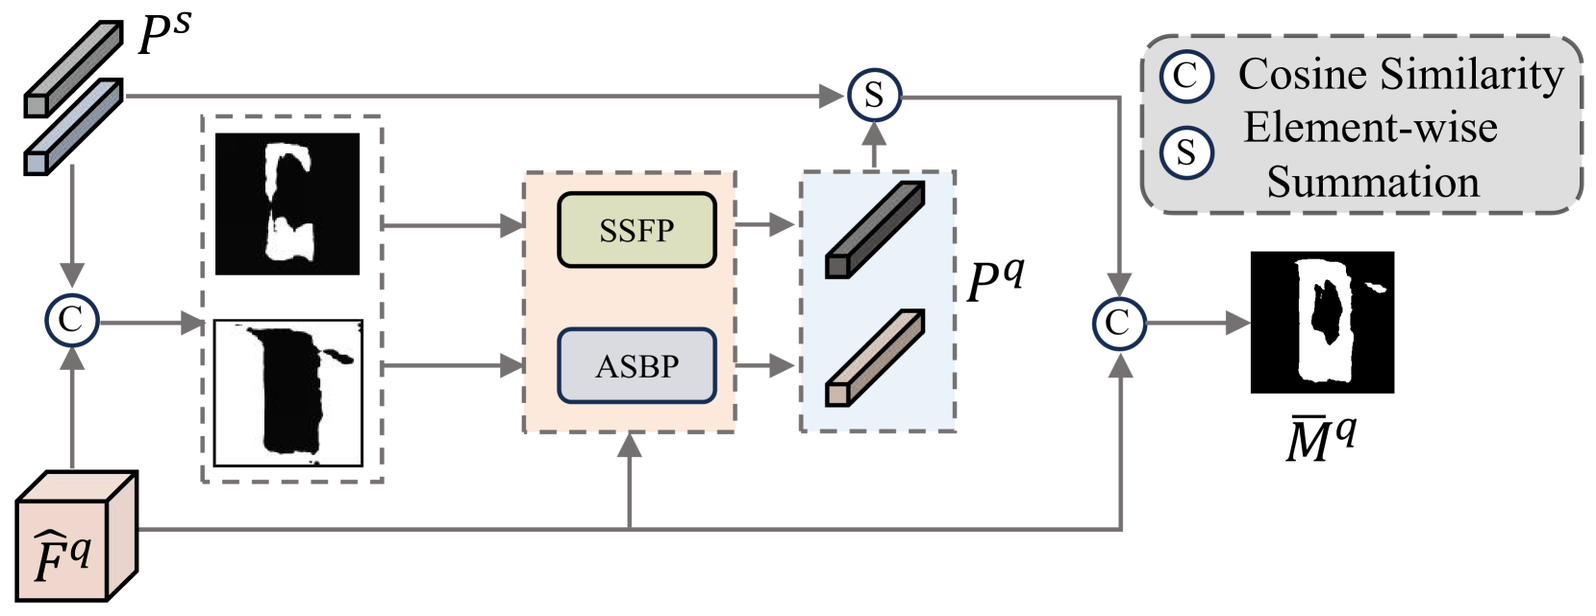 P^s
S
C Cosine Similarity
S Element-wise
Summation
SSFP
P^q
C
C
ASBP
\overline{M}^q
\widehat{F}^q